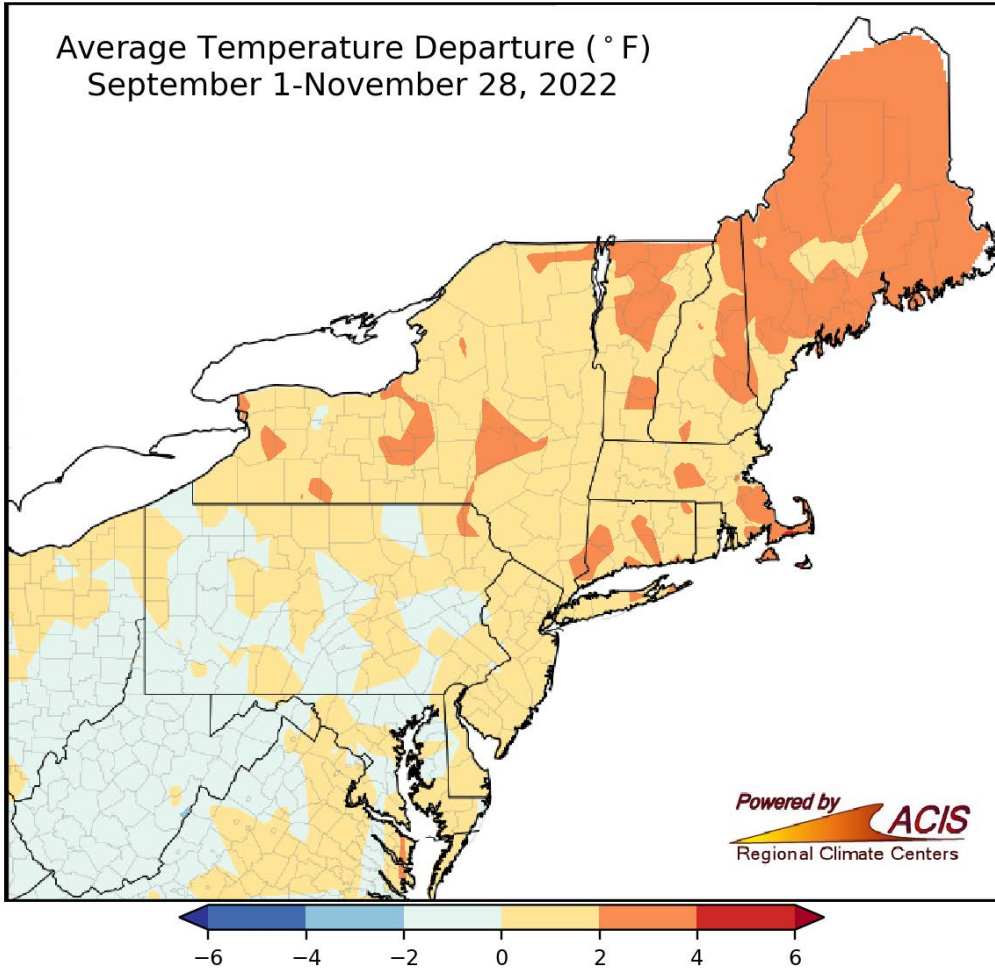 Average Temperature Departure (°F)
September 1-November 28, 2022
Powered by
ACIS
Regional Climate Centers
−6 −4 −2 0 2 4 6